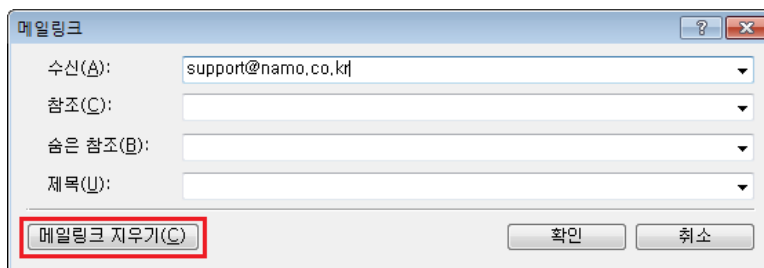 메일링크
수신(A): support@namo.co.kr
참조(C):
숨은 참조(B):
제목(U):
메일링크 지우기(C) 확인 취소